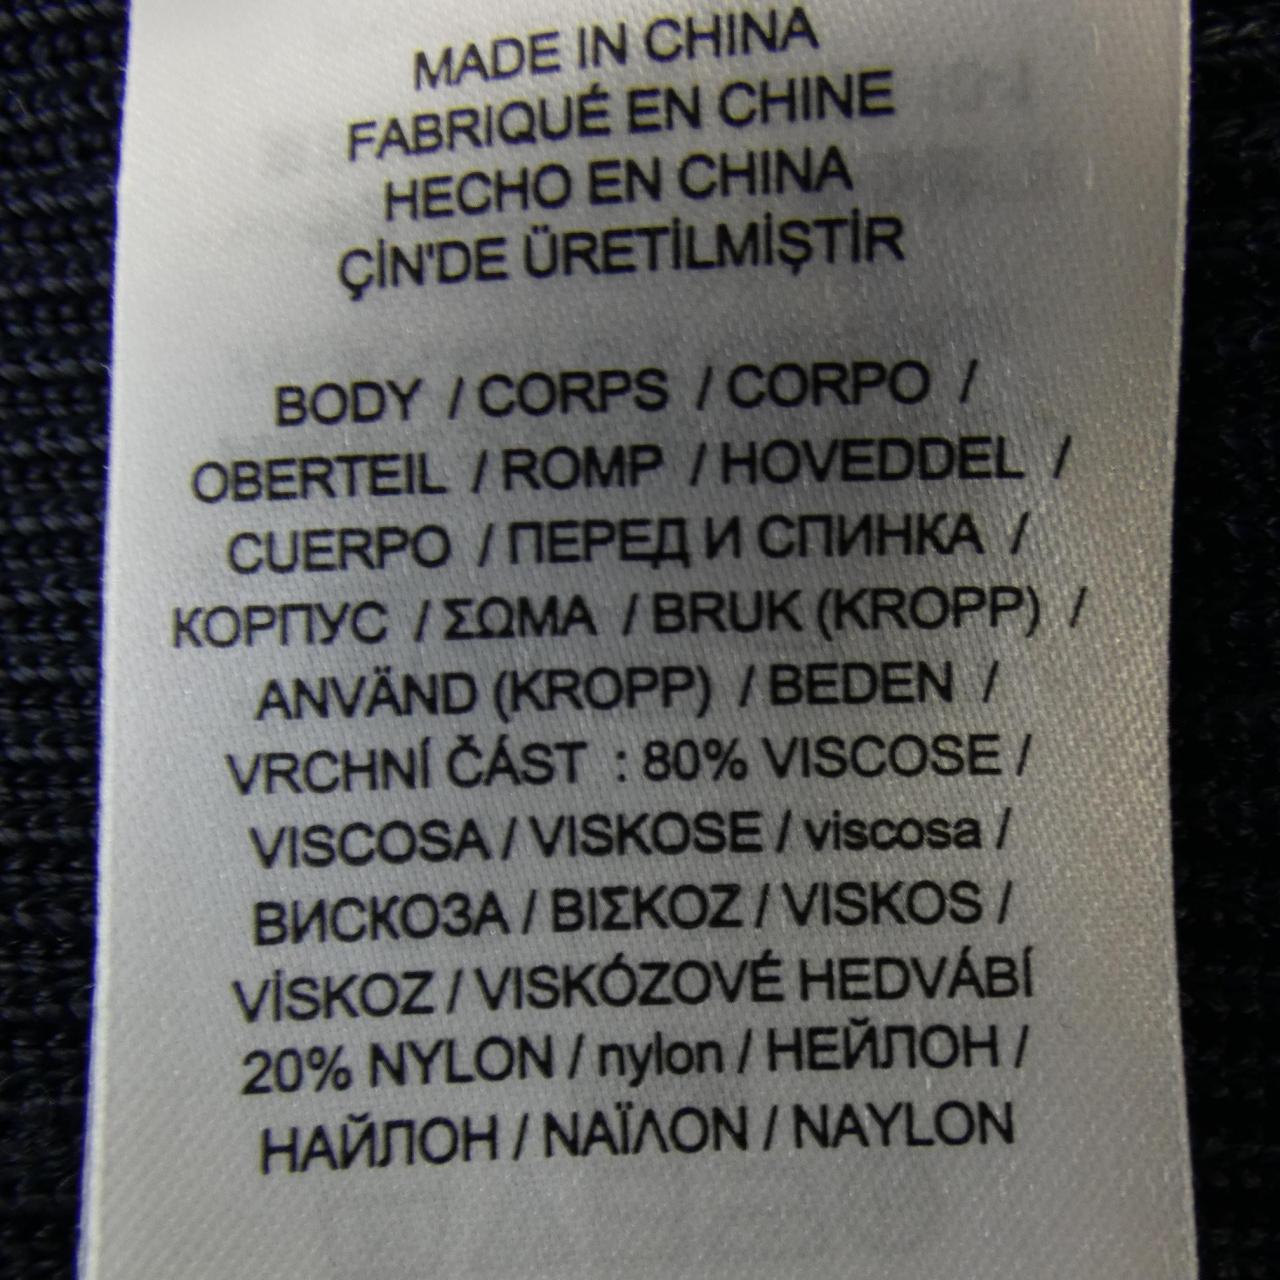 MADE IN CHINA
FABRIQUÉ EN CHINE
HECHO EN CHINA
ÇİN'DE ÜRETİLMİŞTİR
BODY / CORPS / CORPO /
OBERTEIL / ROMP / HOVEDDEL /
CUERPO / ПЕРЕД И СПИНКА /
КОРПУС / ΣΩΜΑ / BRUK (KROPP) /
ANVÄND (KROPP) / BEDEN /
VRCHNÍ ČÁST : 80% VISCOSE /
VISCOSA / VISKOSE / viscosa /
ВИСКОЗА / ΒΙΣΚΟΖ / VISKOS /
VİSKOZ / VISKÓZOVÉ HEDVÁBÍ
20% NYLON / nylon / НЕЙЛОН /
НАЙЛОН / ΝΑΪΛΟΝ / NAYLON